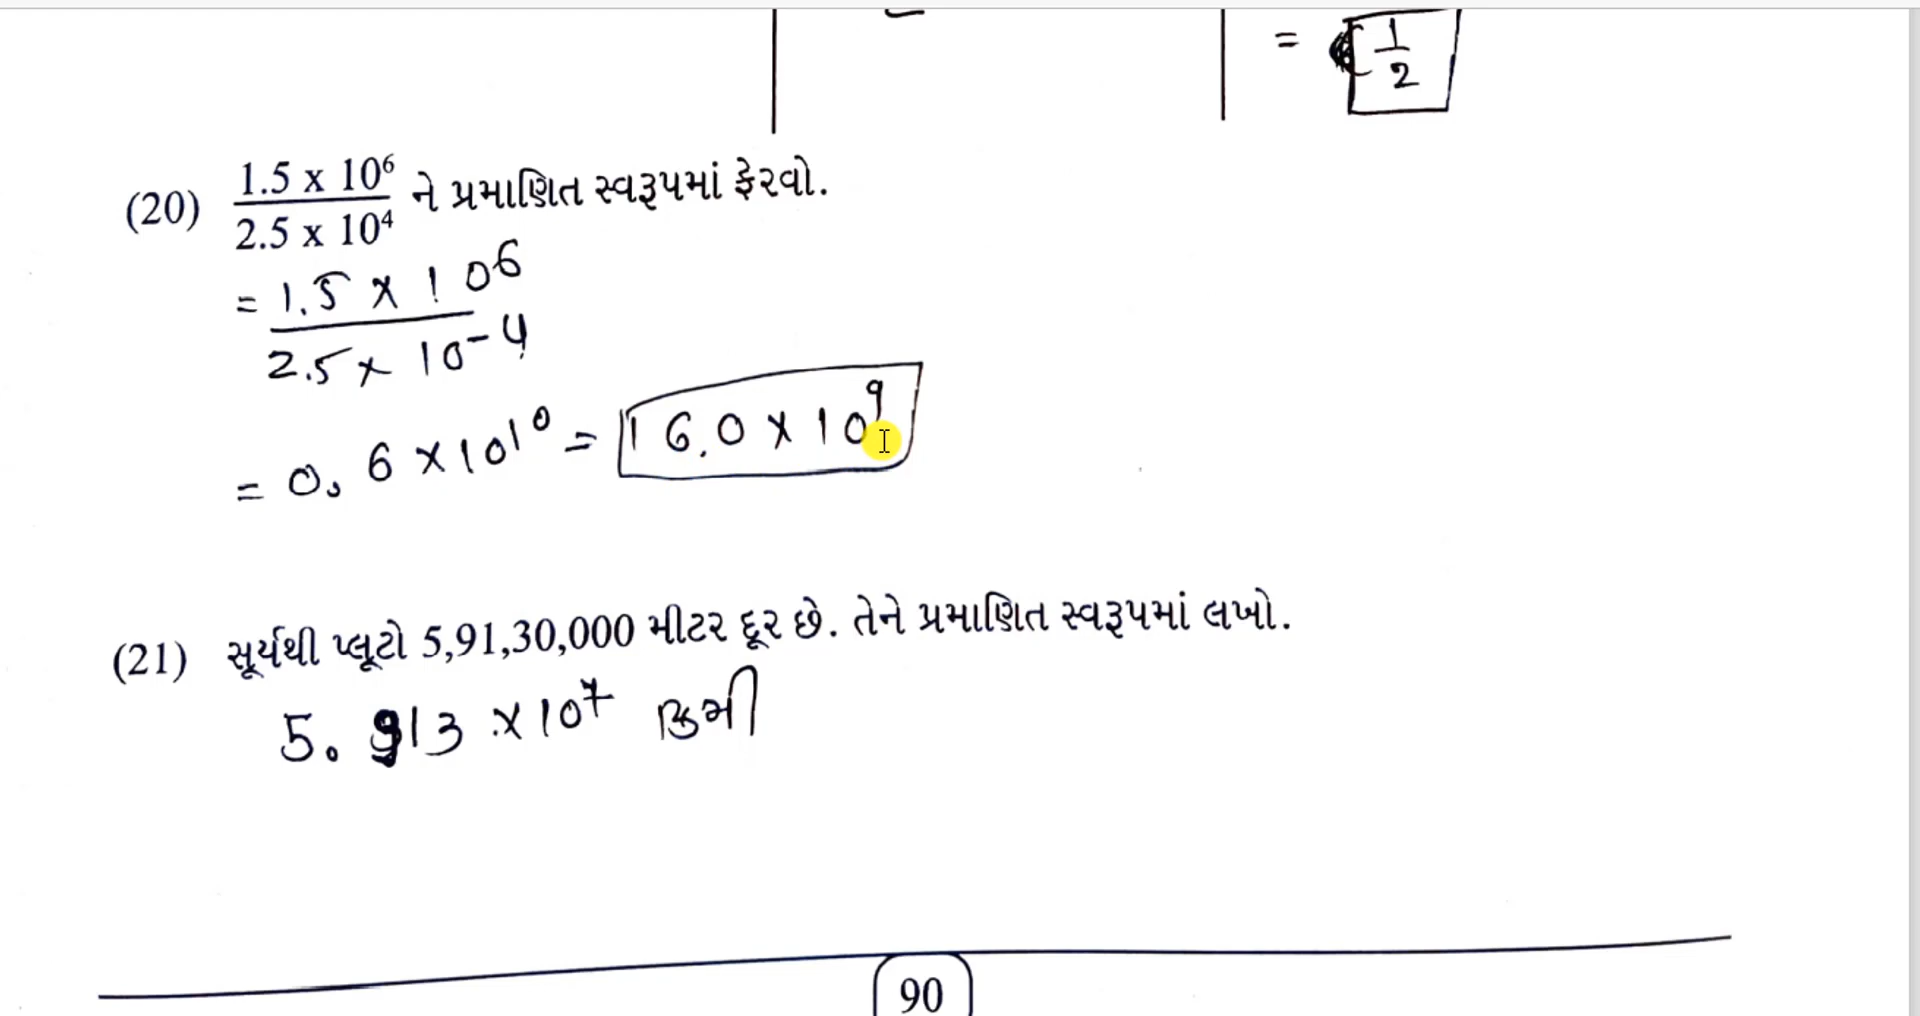 = 1/2
(20) 1.5 x 10⁶ / 2.5 x 10⁴ ને પ્રમાણિત સ્વરૂપમાં ફેરવો.
= 1.5 x 10⁶ / 2.5 x 10⁻⁴
= 0.6 x 10¹⁰ = 16.0 x 10⁹
(21) સૂર્યથી પ્લૂટો 5,91,30,000 મીટર દૂર છે. તેને પ્રમાણિત સ્વરૂપમાં લખો.
5.913 x 10⁷ કિમી
90